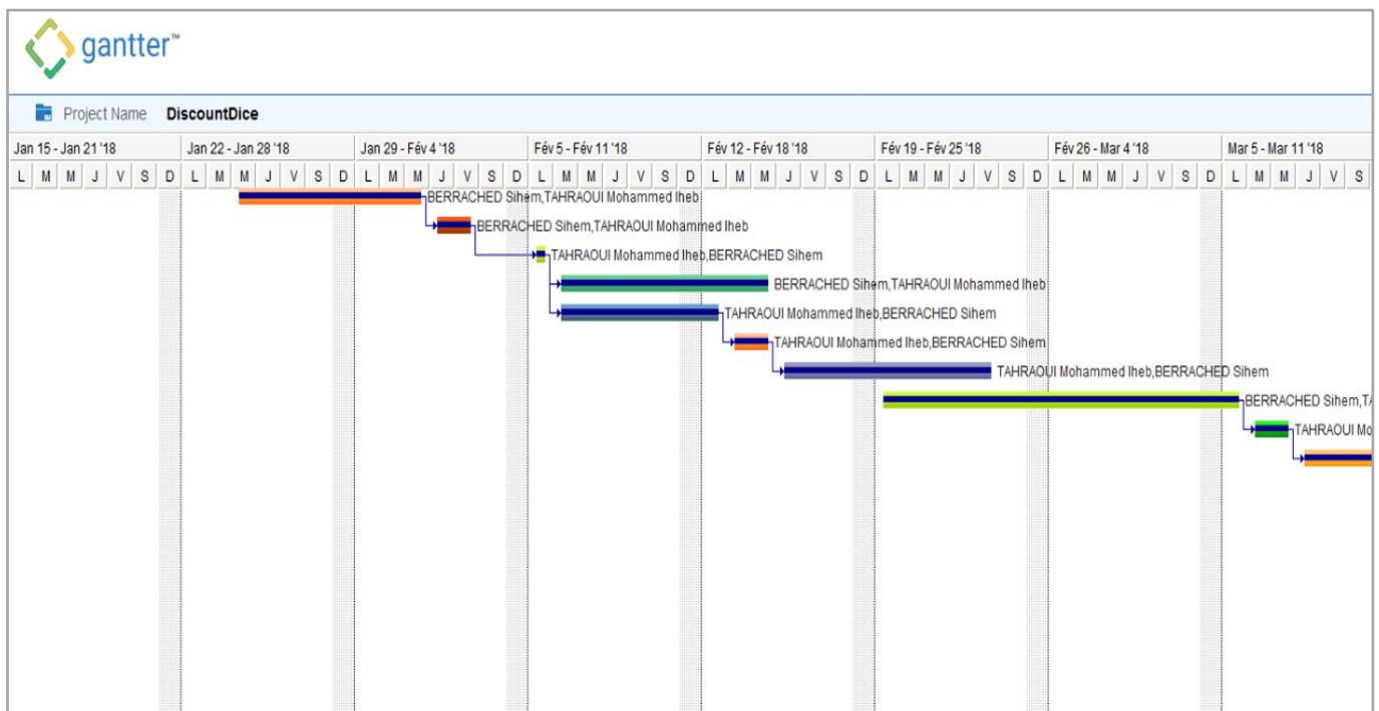 gantter™
Project Name DiscountDice
Jan 15 - Jan 21 '18 Jan 22 - Jan 28 '18 Jan 29 - Fév 4 '18 Fév 5 - Fév 11 '18 Fév 12 - Fév 18 '18 Fév 19 - Fév 25 '18 Fév 26 - Mar 4 '18 Mar 5 - Mar 11 '18
L M M J V S D L M M J V S D L M M J V S D L M M J V S D L M M J V S D L M M J V S D L M M J V S D L M M J V S
BERRACHED Sihem,TAHRAOUI Mohammed Iheb
BERRACHED Sihem,TAHRAOUI Mohammed Iheb
TAHRAOUI Mohammed Iheb,BERRACHED Sihem
BERRACHED Sihem,TAHRAOUI Mohammed Iheb
TAHRAOUI Mohammed Iheb,BERRACHED Sihem
TAHRAOUI Mohammed Iheb,BERRACHED Sihem
TAHRAOUI Mohammed Iheb,BERRACHED Sihem
BERRACHED Sihem,
TAHRAOUI